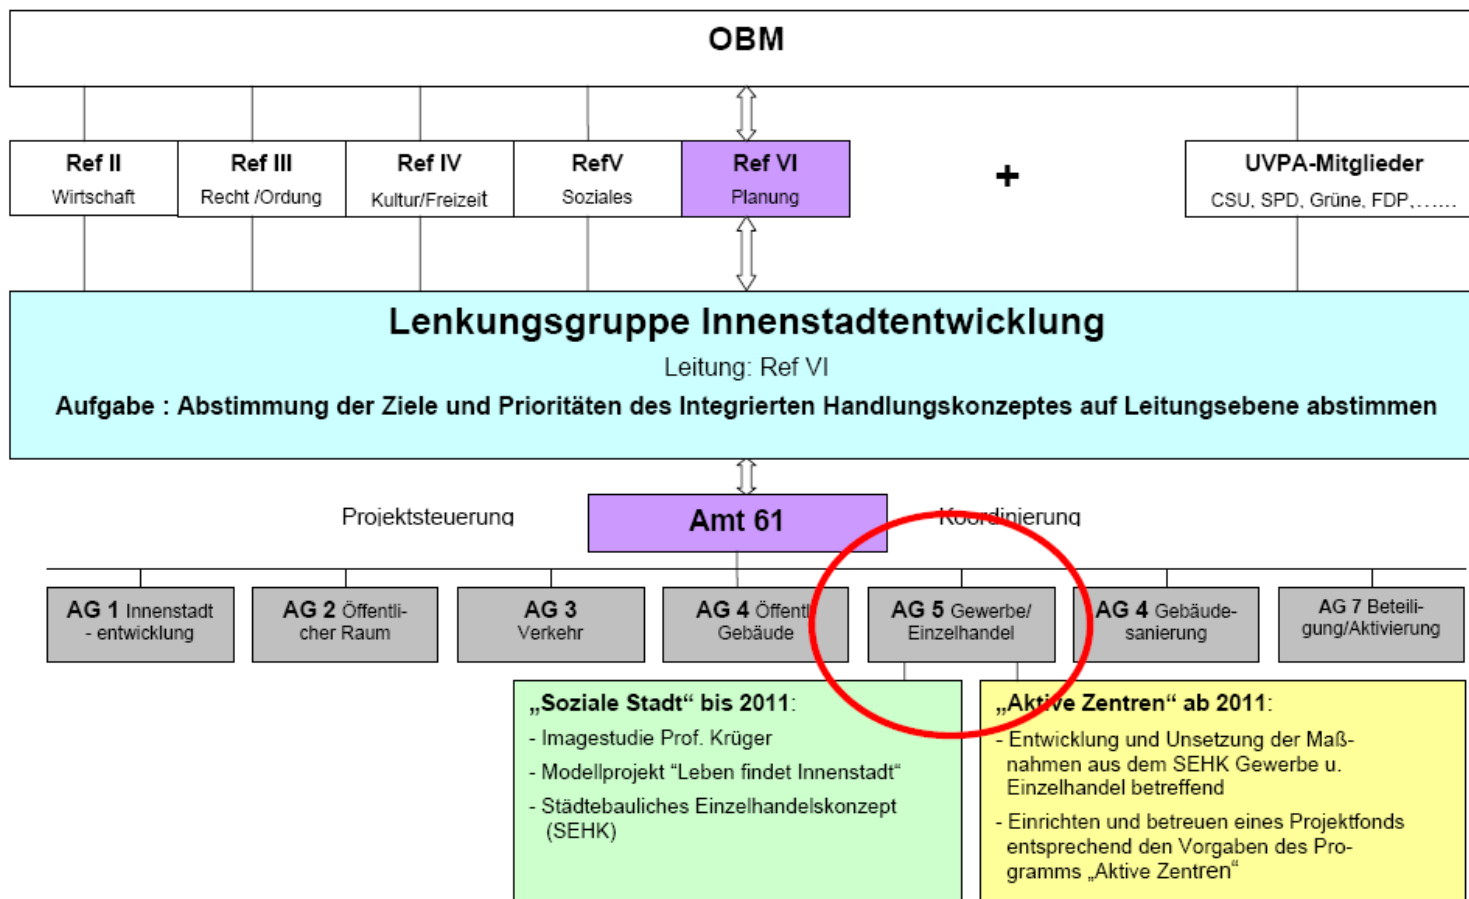 OBM
Ref II
Wirtschaft
Ref III
Recht /Ordung
Ref IV
Kultur/Freizeit
RefV
Soziales
Ref VI
Planung
+
UVPA-Mitglieder
CSU, SPD, Grüne, FDP,……
Lenkungsgruppe Innenstadtentwicklung
Leitung: Ref VI
Aufgabe : Abstimmung der Ziele und Prioritäten des Integrierten Handlungskonzeptes auf Leitungsebene abstimmen
Projektsteuerung
Amt 61
Koordinierung
AG 1 Innenstadt
- entwicklung
AG 2 Öffentli-
cher Raum
AG 3
Verkehr
AG 4 Öffentl.
Gebäude
AG 5 Gewerbe/
Einzelhandel
AG 4 Gebäude-
sanierung
AG 7 Beteili-
gung/Aktivierung
„Soziale Stadt“ bis 2011:
- Imagestudie Prof. Krüger
- Modellprojekt “Leben findet Innenstadt“
- Städtebauliches Einzelhandelskonzept
(SEHK)
„Aktive Zentren“ ab 2011:
- Entwicklung und Unsetzung der Maß-
nahmen aus dem SEHK Gewerbe u.
Einzelhandel betreffend
- Einrichten und betreuen eines Projektfonds
entsprechend den Vorgaben des Pro-
gramms „Aktive Zentren“